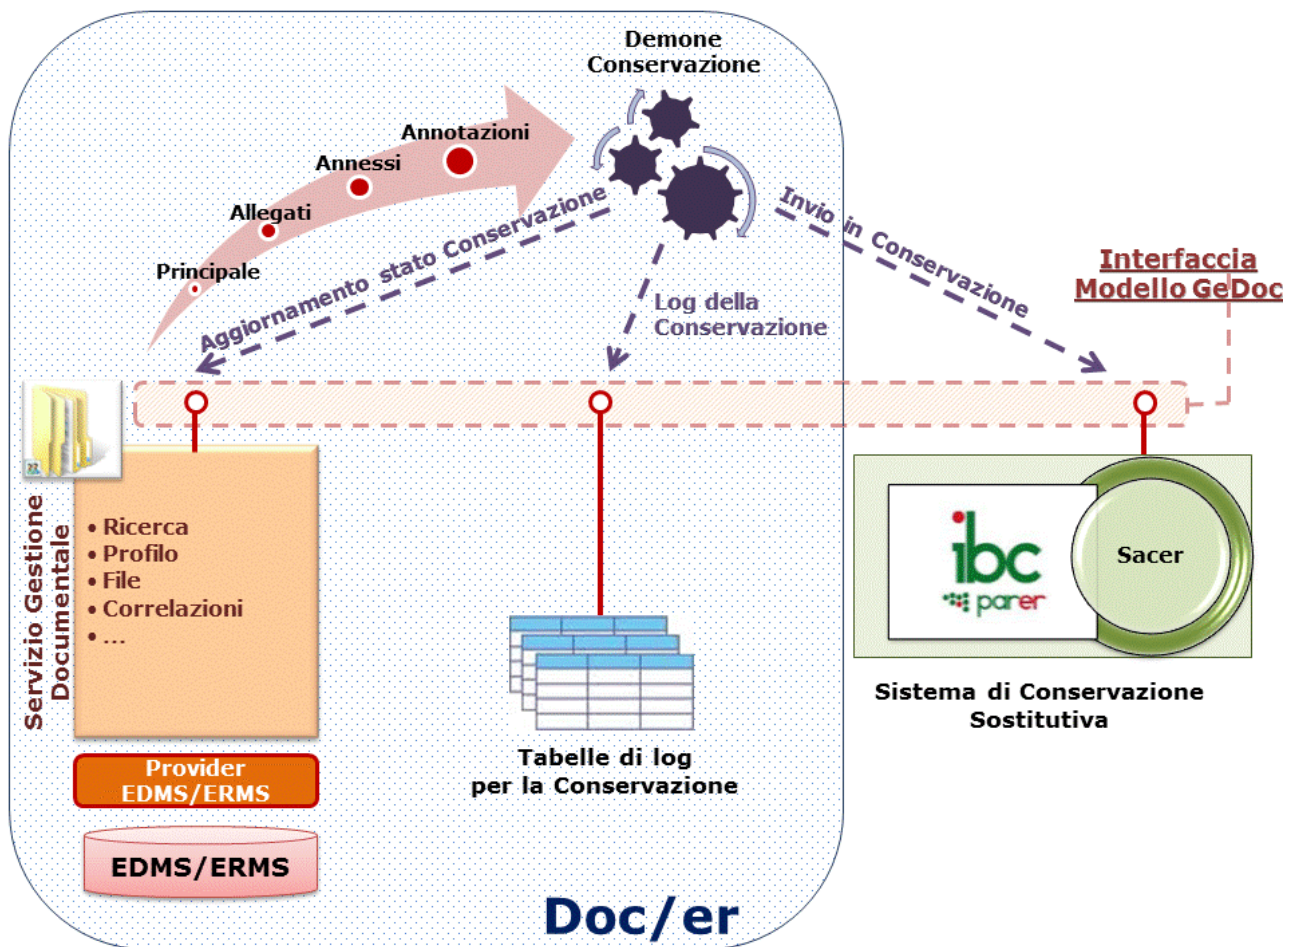 Demone
Conservazione
Annotazioni
Annessi
Allegati
Principale
Aggiornamento stato Conservazione
Log della
Conservazione
Invio in Conservazione
Interfaccia
Modello GeDoc
Servizio Gestione
Documentale
• Ricerca
• Profilo
• File
• Correlazioni
• ...
Provider
EDMS/ERMS
EDMS/ERMS
Tabelle di log
per la Conservazione
ibc
parer
Sacer
Sistema di Conservazione
Sostitutiva
Doc/er